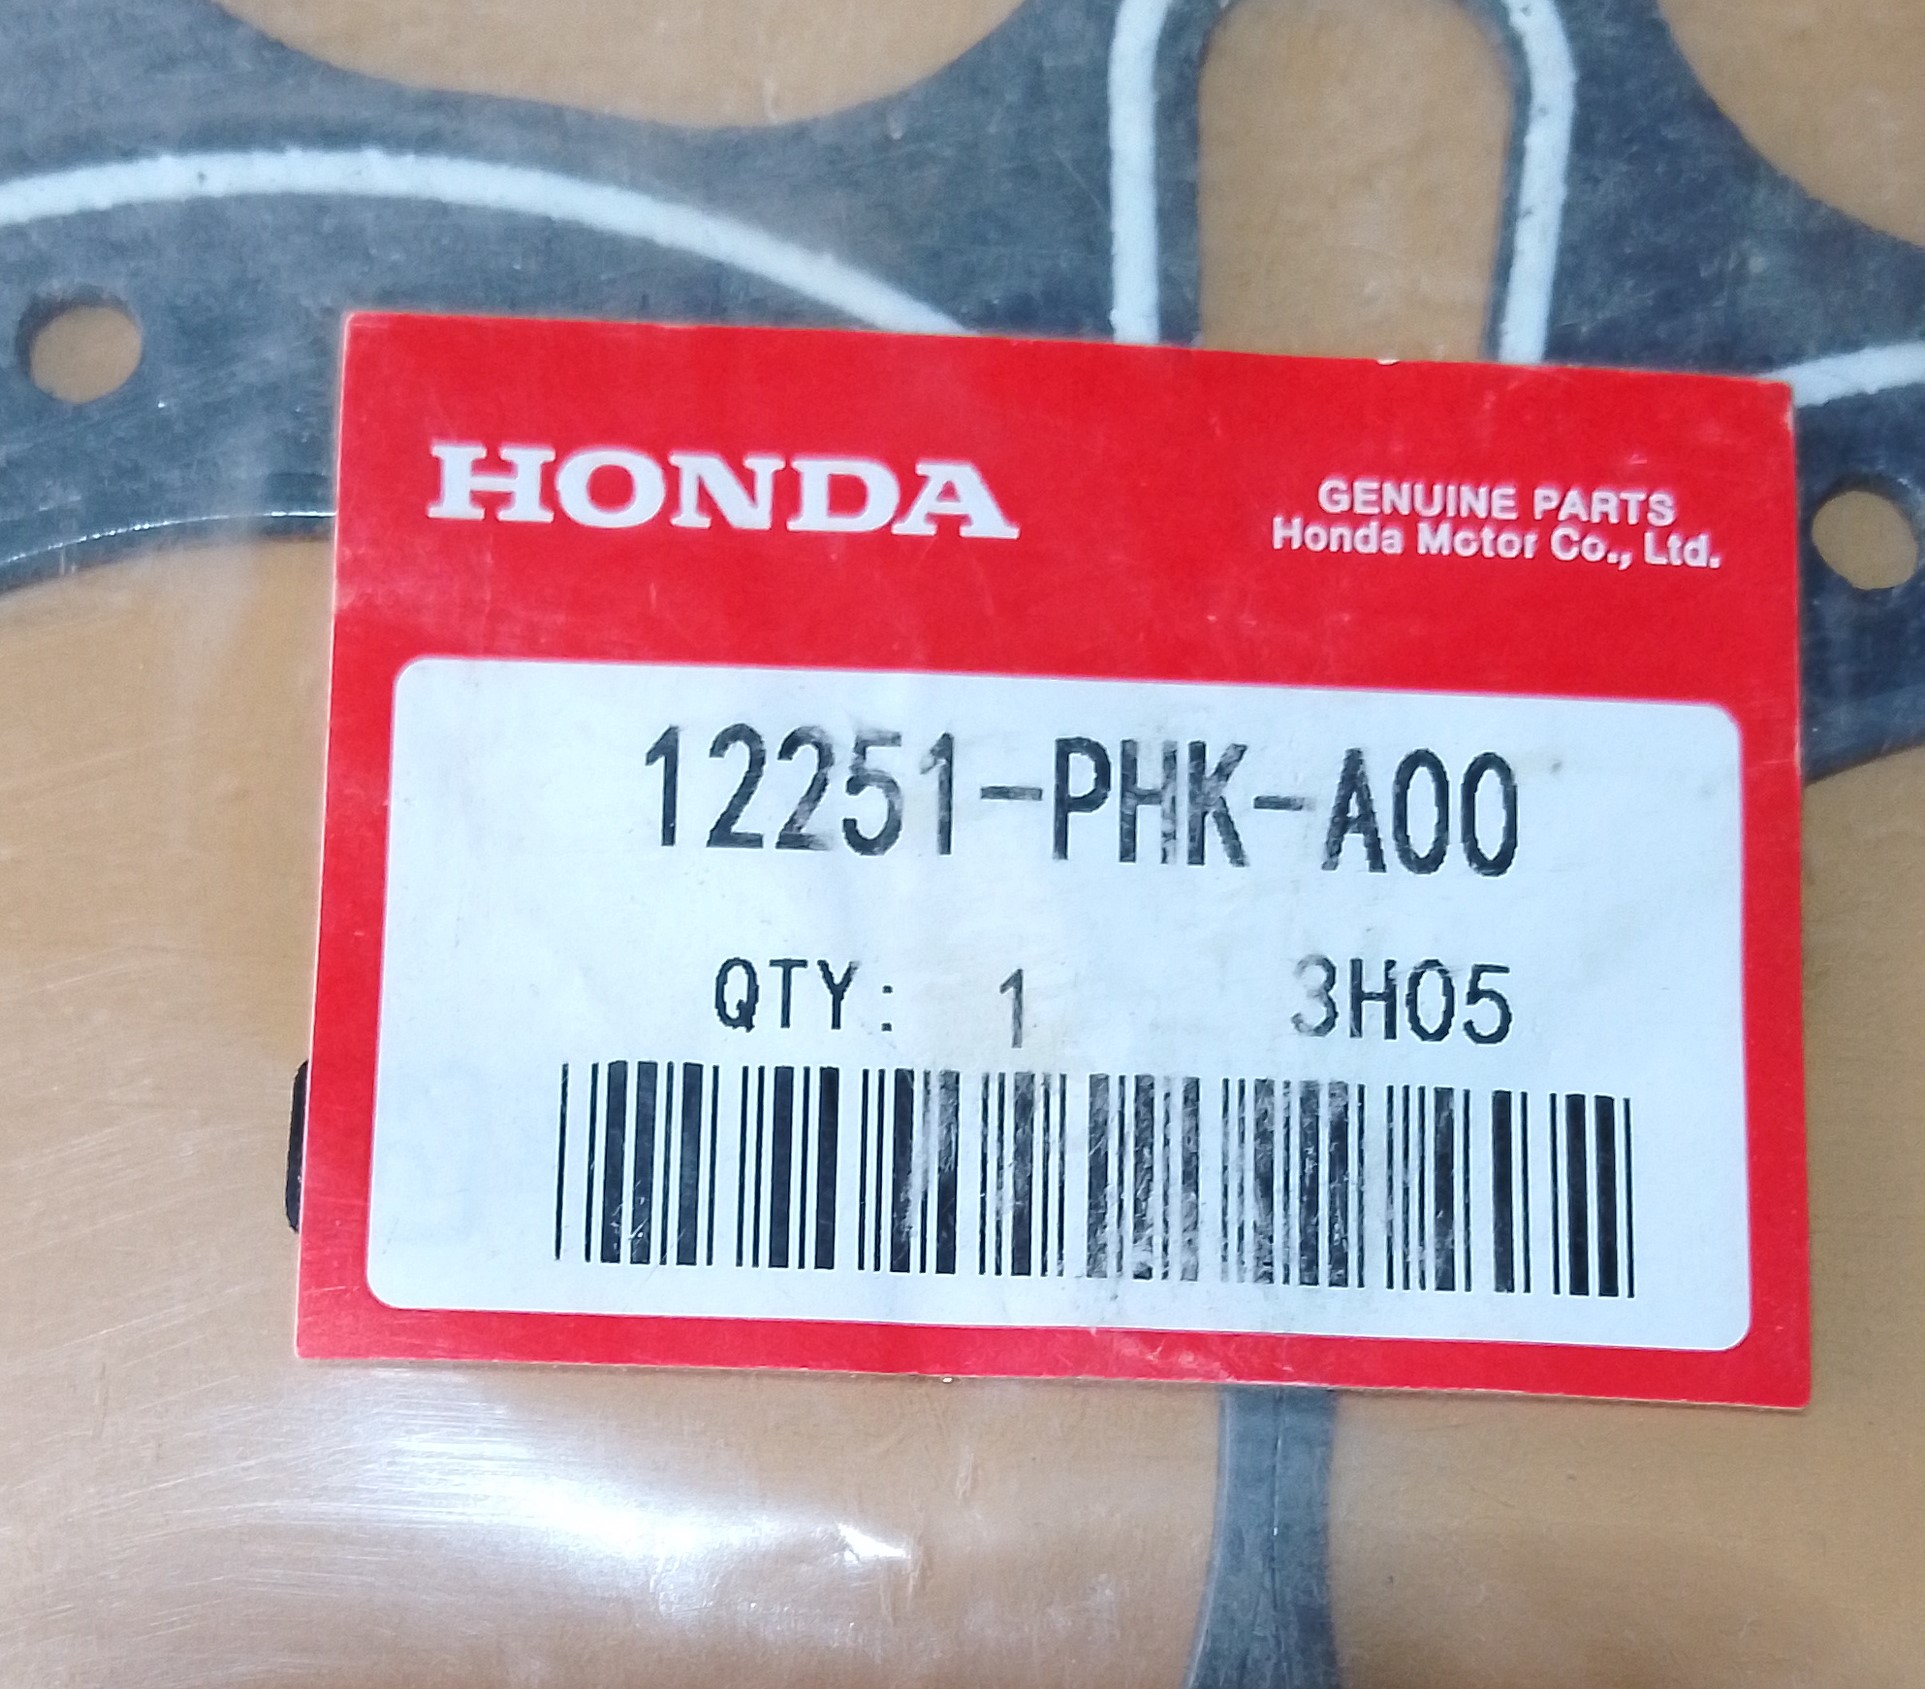 HONDA
GENUINE PARTS
Honda Motor Co., Ltd.
12251-PHK-A00
QTY: 1 3H05